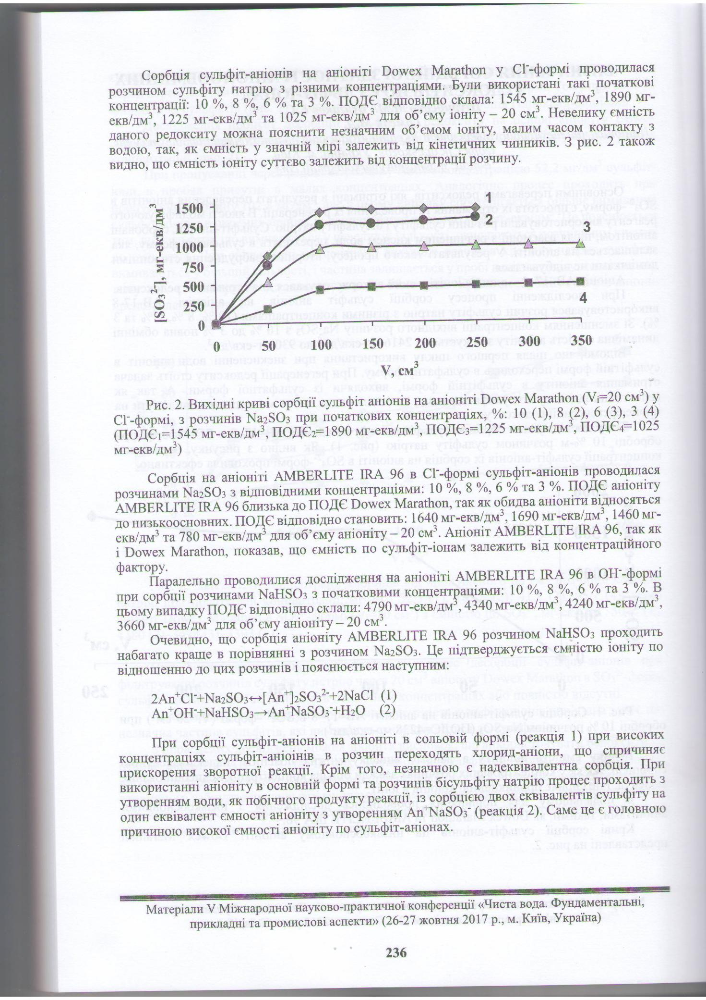 Сорбція сульфіт-аніонів на аніоніті Dowex Marathon у Cl⁻-формі проводилася
розчином сульфіту натрію з різними концентраціями. Були використані такі початкові
концентрації: 10 %, 8 %, 6 % та 3 %. ПОДЄ відповідно склала: 1545 мг-екв/дм³, 1890 мг-
екв/дм³, 1225 мг-екв/дм³ та 1025 мг-екв/дм³ для об’єму іоніту – 20 см³. Невелику ємність
даного редокситу можна пояснити незначним об’ємом іоніту, малим часом контакту з
водою, так, як ємність у значній мірі залежить від кінетичних чинників. З рис. 2 також
видно, що ємність іоніту суттєво залежить від концентрації розчину.
[SO₃²⁻], мг-екв/дм³
1500
1250
1000
750
500
250
0
1
2
3
4
0 50 100 150 200 250 300 350
V, см³
Рис. 2. Вихідні криві сорбції сульфіт аніонів на аніоніті Dowex Marathon (Vi=20 см³) у
Cl⁻-формі, з розчинів Na₂SO₃ при початкових концентраціях, %: 10 (1), 8 (2), 6 (3), 3 (4)
(ПОДЄ₁=1545 мг-екв/дм³, ПОДЄ₂=1890 мг-екв/дм³, ПОДЄ₃=1225 мг-екв/дм³, ПОДЄ₄=1025
мг-екв/дм³)
Сорбція на аніоніті AMBERLITE IRA 96 в Cl⁻-формі сульфіт-аніонів проводилася
розчинами Na₂SO₃ з відповідними концентраціями: 10 %, 8 %, 6 % та 3 %. ПОДЄ аніоніту
AMBERLITE IRA 96 близька до ПОДЄ Dowex Marathon, так як обидва аніоніти відносяться
до низькоосновних. ПОДЄ відповідно становить: 1640 мг-екв/дм³, 1690 мг-екв/дм³, 1460 мг-
екв/дм³ та 780 мг-екв/дм³ для об’єму аніоніту – 20 см³. Аніоніт AMBERLITE IRA 96, так як
і Dowex Marathon, показав, що ємність по сульфіт-іонам залежить від концентраційного
фактору.
Паралельно проводилися дослідження на аніоніті AMBERLITE IRA 96 в OH⁻-формі
при сорбції розчинами NaHSO₃ з початковими концентраціями: 10 %, 8 %, 6 % та 3 %. В
цьому випадку ПОДЄ відповідно склали: 4790 мг-екв/дм³, 4340 мг-екв/дм³, 4240 мг-екв/дм³,
3660 мг-екв/дм³ для об’єму аніоніту – 20 см³.
Очевидно, що сорбція аніоніту AMBERLITE IRA 96 розчином NaHSO₃ проходить
набагато краще в порівнянні з розчином Na₂SO₃. Це підтверджується ємністю іоніту по
відношенню до цих розчинів і пояснюється наступним:
2An⁺Cl⁻+Na₂SO₃↔[An⁺]₂SO₃²⁻+2NaCl (1)
An⁺OH⁻+NaHSO₃→An⁺NaSO₃⁻+H₂O (2)
При сорбції сульфіт-аніонів на аніоніті в сольовій формі (реакція 1) при високих
концентраціях сульфіт-аніоінів в розчин переходять хлорид-аніони, що спричиняє
прискорення зворотної реакції. Крім того, незначною є надеквівалентна сорбція. При
використанні аніоніту в основній формі та розчинів бісульфіту натрію процес проходить з
утворенням води, як побічного продукту реакції, із сорбцією двох еквівалентів сульфіту на
один еквівалент ємності аніоніту з утворенням An⁺NaSO₃⁻ (реакція 2). Саме це є головною
причиною високої ємності аніоніту по сульфіт-аніонах.
Матеріали V Міжнародної науково-практичної конференції «Чиста вода. Фундаментальні,
прикладні та промислові аспекти» (26-27 жовтня 2017 р., м. Київ, Україна)
236